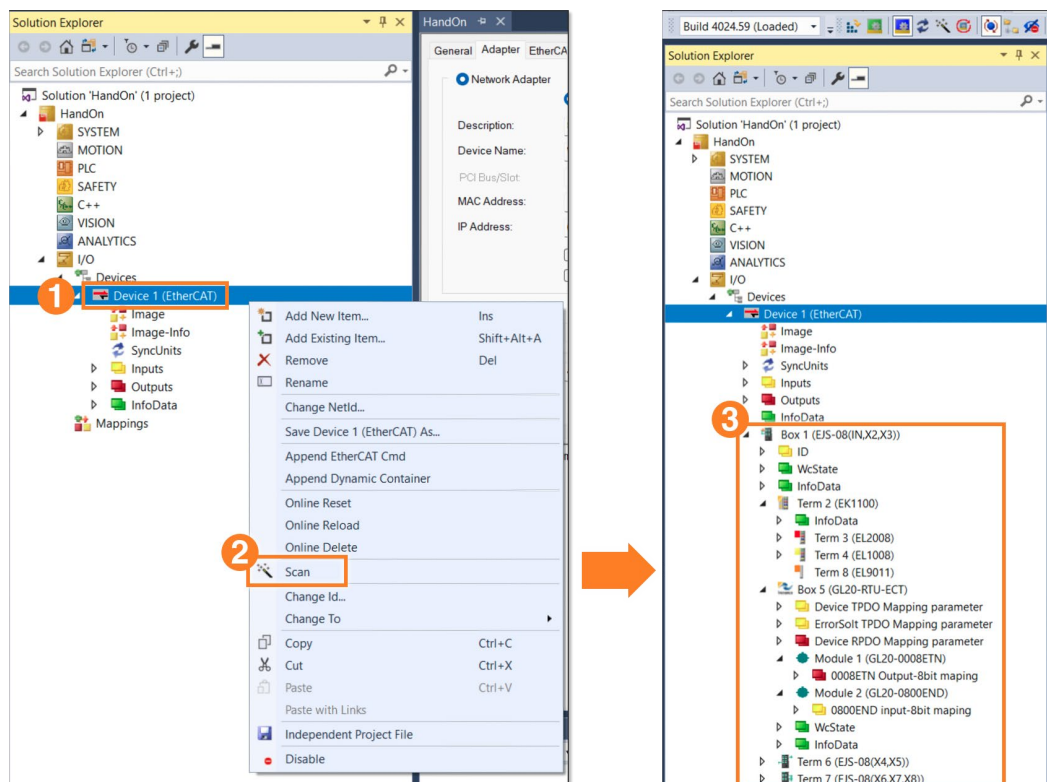 Solution Explorer
Search Solution Explorer (Ctrl+;)
Solution 'HandOn' (1 project)
HandOn
SYSTEM
MOTION
PLC
SAFETY
C++
VISION
ANALYTICS
I/O
Devices
1
Device 1 (EtherCAT)
Image
Image-Info
SyncUnits
Inputs
Outputs
InfoData
Mappings
HandOn
General Adapter EtherCA
Network Adapter
Description:
Device Name:
PCI Bus/Slot:
MAC Address:
IP Address:
Add New Item... Ins
Add Existing Item... Shift+Alt+A
Remove Del
Rename
Change NetId...
Save Device 1 (EtherCAT) As...
Append EtherCAT Cmd
Append Dynamic Container
Online Reset
Online Reload
Online Delete
2
Scan
Change Id...
Change To
Copy Ctrl+C
Cut Ctrl+X
Paste Ctrl+V
Paste with Links
Independent Project File
Disable
Build 4024.59 (Loaded)
Solution Explorer
Search Solution Explorer (Ctrl+;)
Solution 'HandOn' (1 project)
HandOn
SYSTEM
MOTION
PLC
SAFETY
C++
VISION
ANALYTICS
I/O
Devices
Device 1 (EtherCAT)
Image
Image-Info
SyncUnits
Inputs
Outputs
InfoData
3
Box 1 (EJS-08(IN,X2,X3))
ID
WcState
InfoData
Term 2 (EK1100)
InfoData
Term 3 (EL2008)
Term 4 (EL1008)
Term 8 (EL9011)
Box 5 (GL20-RTU-ECT)
Device TPDO Mapping parameter
ErrorSolt TPDO Mapping parameter
Device RPDO Mapping parameter
Module 1 (GL20-0008ETN)
0008ETN Output-8bit maping
Module 2 (GL20-0800END)
0800END input-8bit maping
WcState
InfoData
Term 6 (EJS-08(X4,X5))
Term 7 (EJS-08(X6,X7,X8))